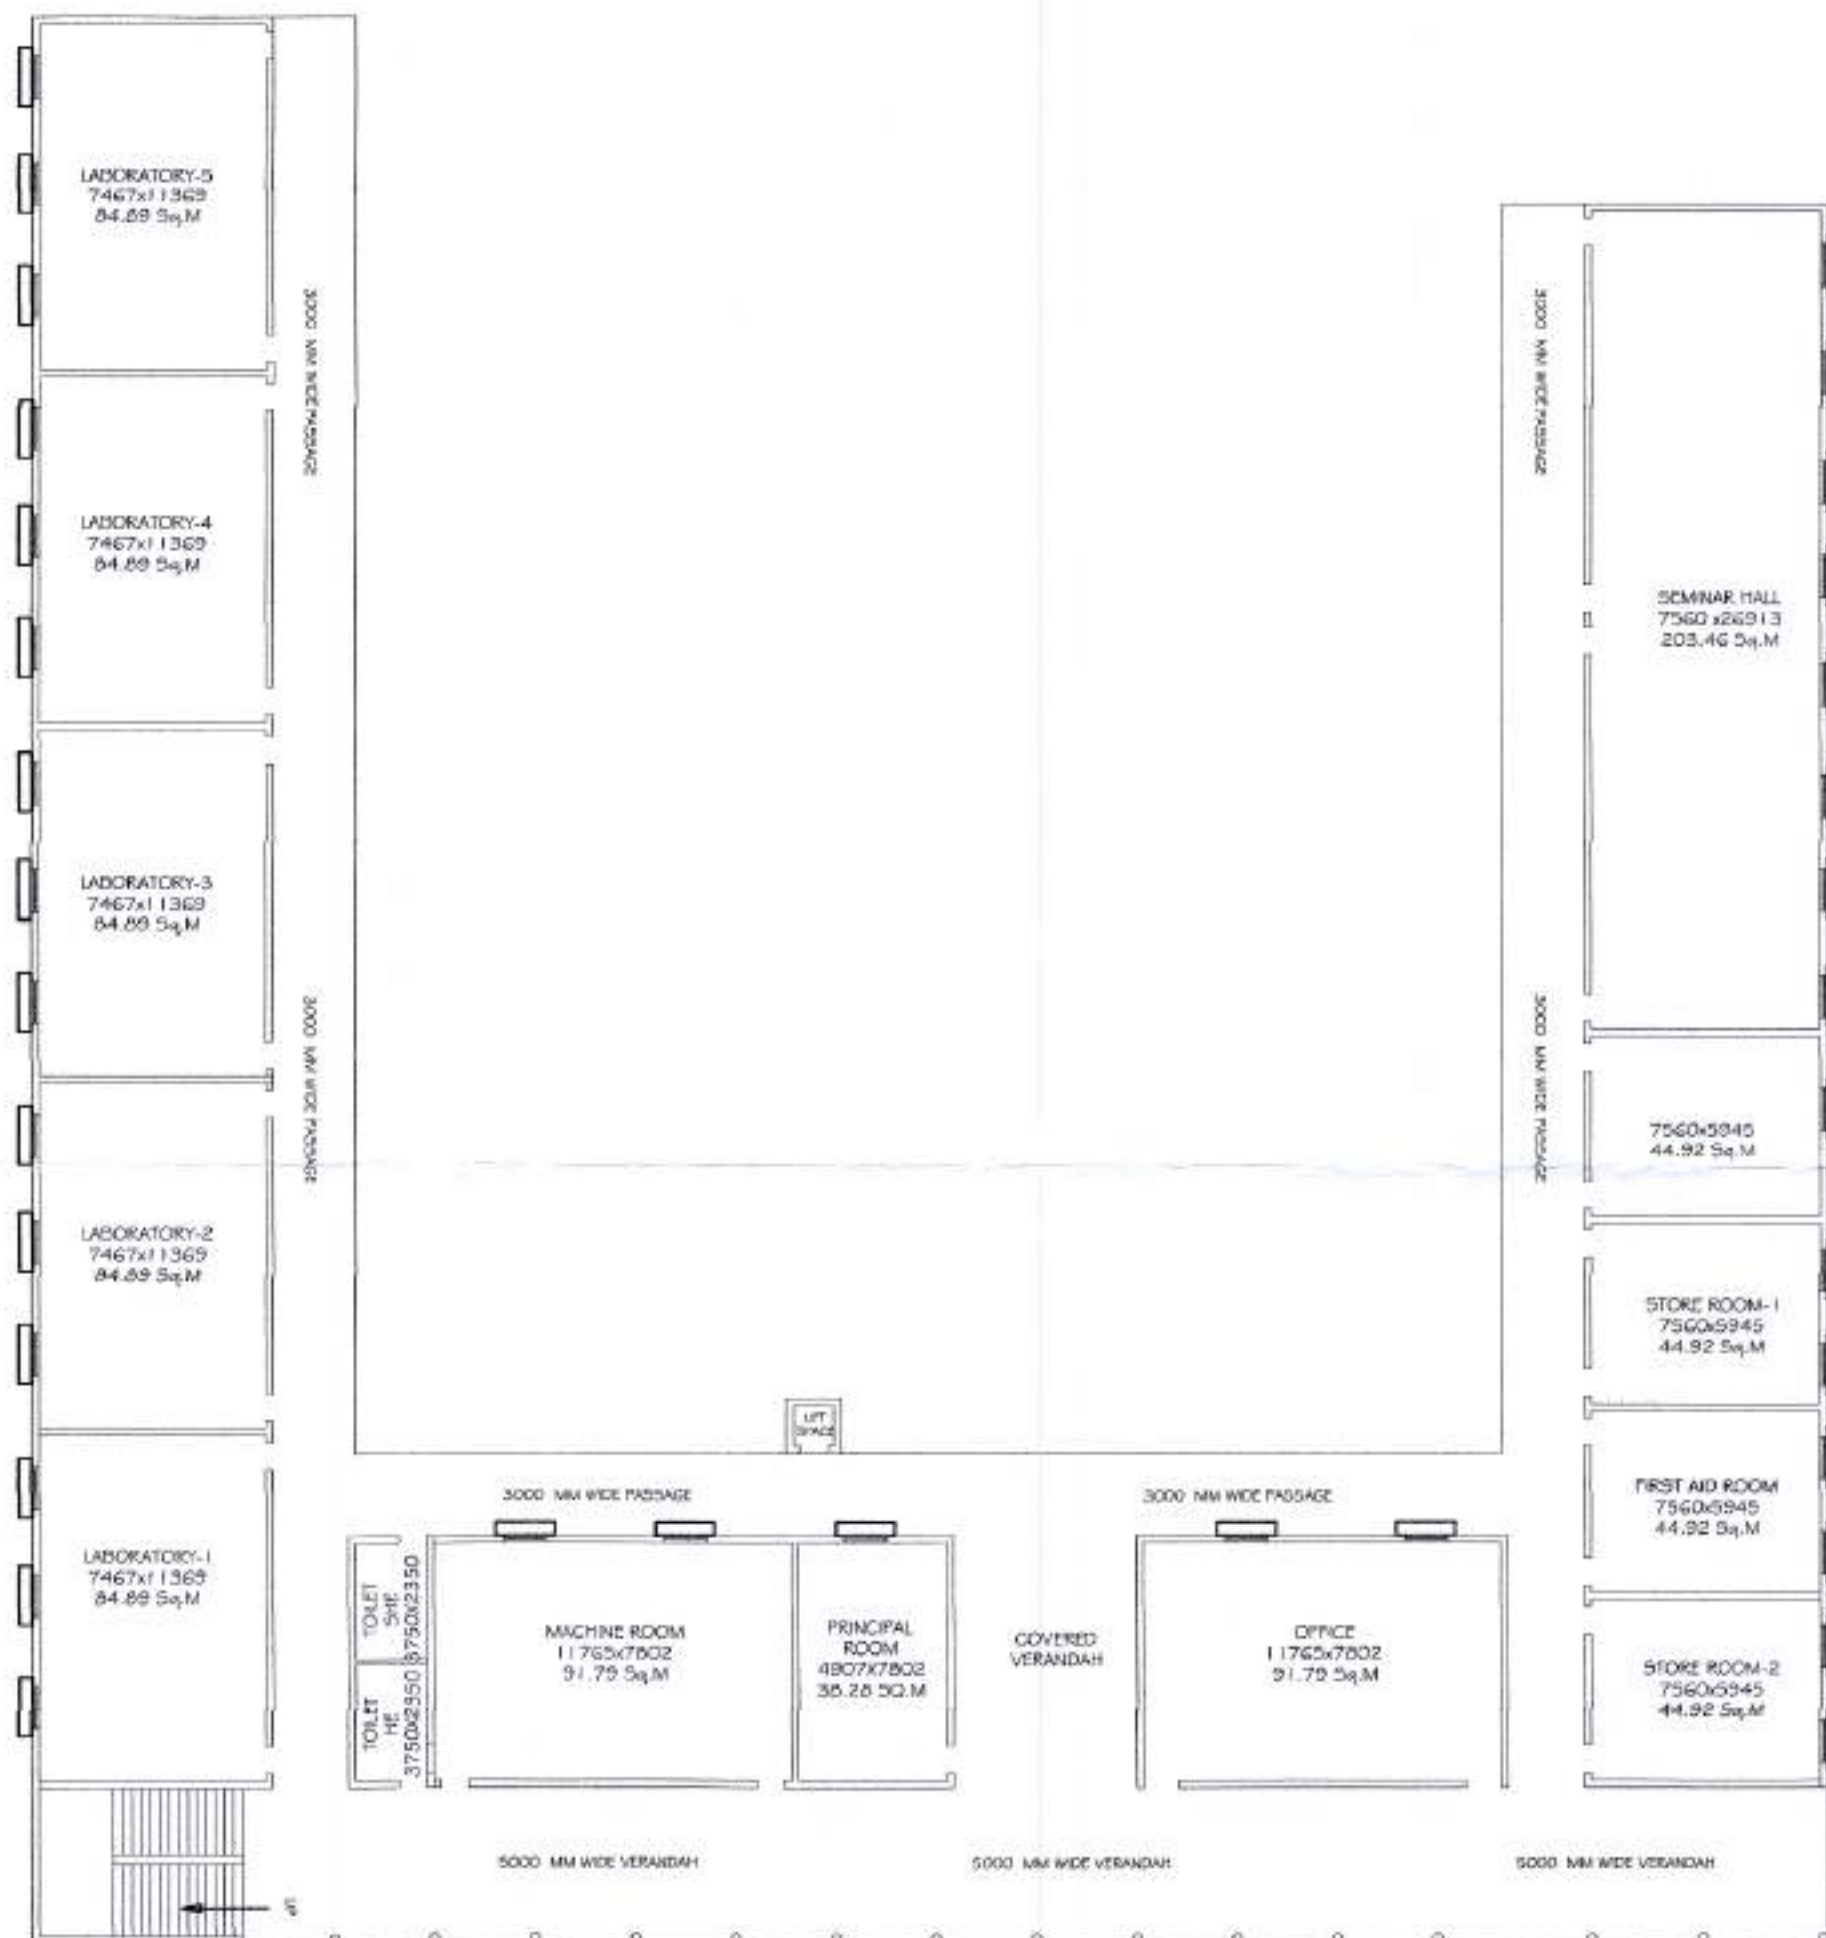 LABORATORY-5
7467x11369
84.89 Sq.M
3000 MM WIDE PASSAGE
3000 MM WIDE PASSAGE
LABORATORY-4
7467x11369
84.89 Sq.M
SEMINAR HALL
7560 x26913
203.46 Sq.M
LABORATORY-3
7467x11369
84.89 Sq.M
3000 MM WIDE PASSAGE
3000 MM WIDE PASSAGE
7560x5945
44.92 Sq.M
LABORATORY-2
7467x11369
84.89 Sq.M
STORE ROOM-1
7560x5945
44.92 Sq.M
LIFT
SPACE
3000 MM WIDE PASSAGE
3000 MM WIDE PASSAGE
FIRST AID ROOM
7560x5945
44.92 Sq.M
LABORATORY-1
7467x11369
84.89 Sq.M
TOILET
SHE
3750X2350
TOILET
HE
3750X2350
MACHINE ROOM
11765x7802
91.79 Sq.M
PRINCIPAL
ROOM
4907X7802
38.28 SQ.M
COVERED
VERANDAH
OFFICE
11765x7802
91.79 Sq.M
STORE ROOM-2
7560x5945
44.92 Sq.M
5000 MM WIDE VERANDAH
5000 MM WIDE VERANDAH
5000 MM WIDE VERANDAH
UP